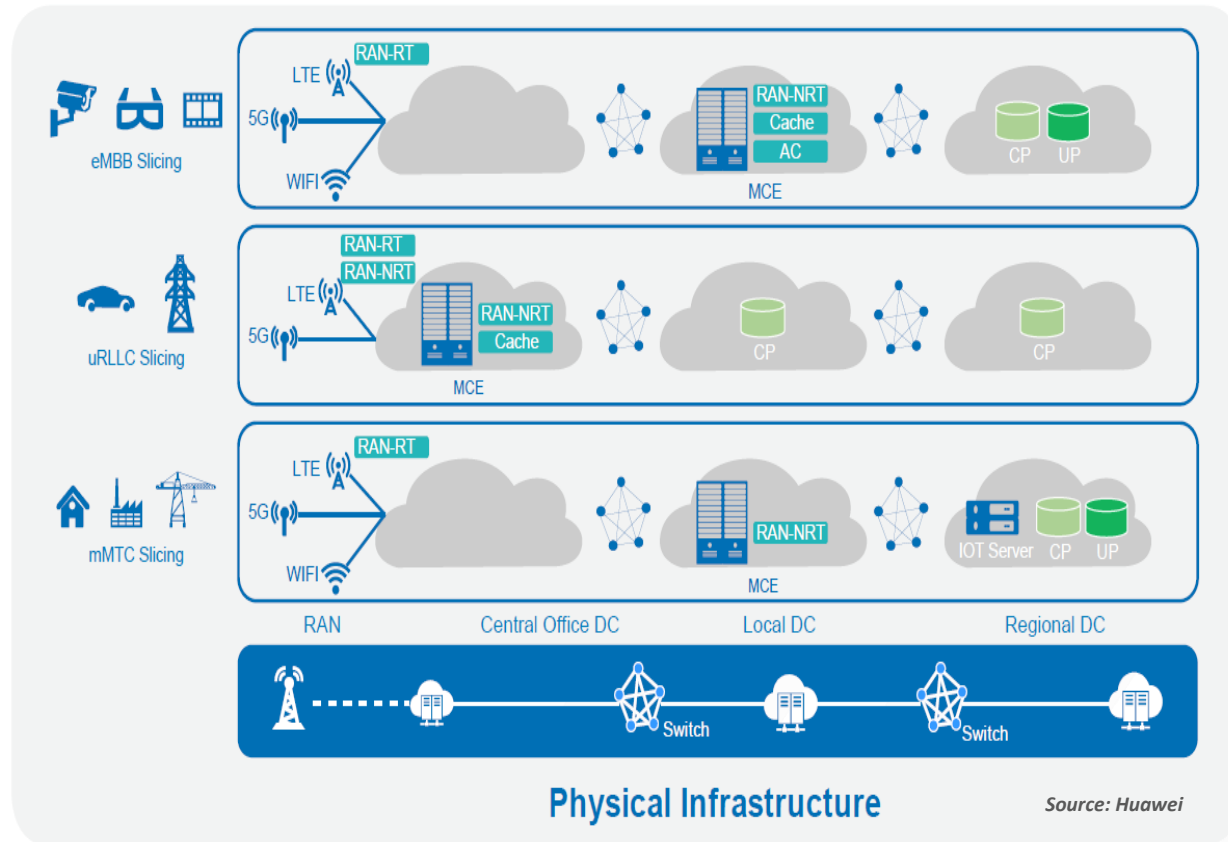 RAN-RT
LTE
5G
WIFI
eMBB Slicing
RAN-NRT
Cache
AC
MCE
CP UP
RAN-RT
RAN-NRT
LTE
5G
uRLLC Slicing
RAN-NRT
Cache
MCE
CP
CP
RAN-RT
LTE
5G
WIFI
mMTC Slicing
RAN-NRT
MCE
IOT Server CP UP
RAN Central Office DC Local DC Regional DC
Switch Switch
Physical Infrastructure
Source: Huawei